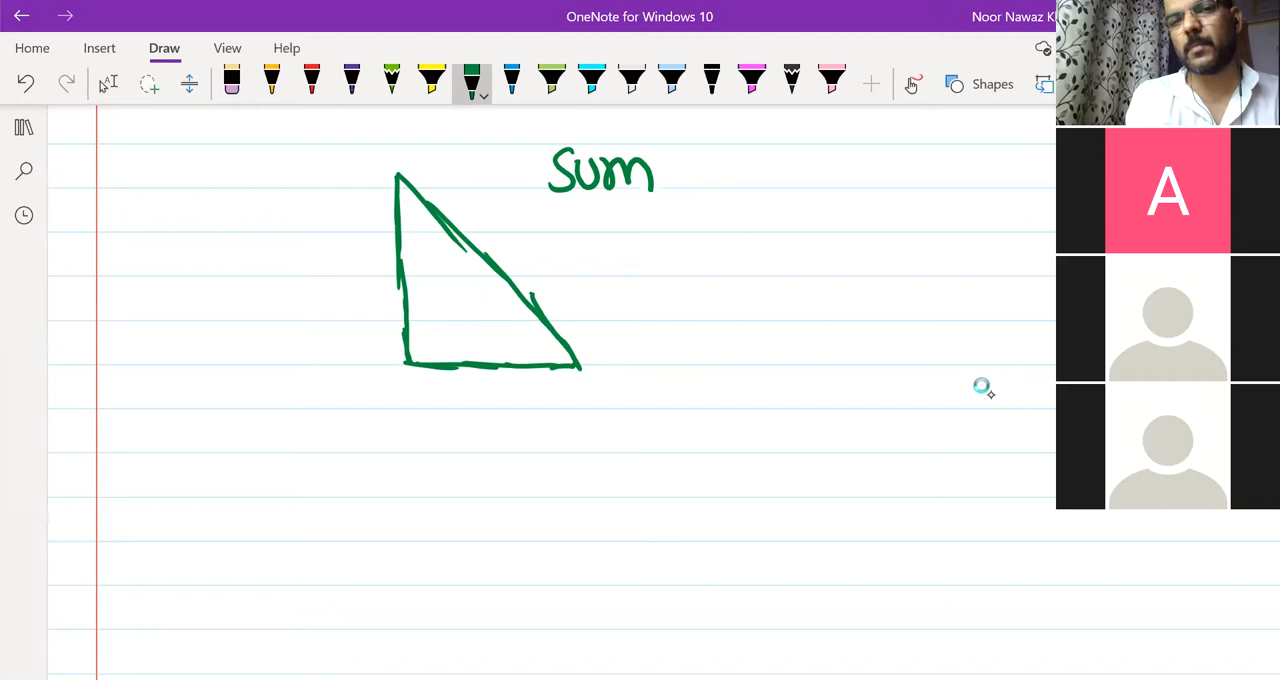 OneNote for Windows 10
Noor Nawaz K
Home Insert Draw View Help
Shapes
Sum
A